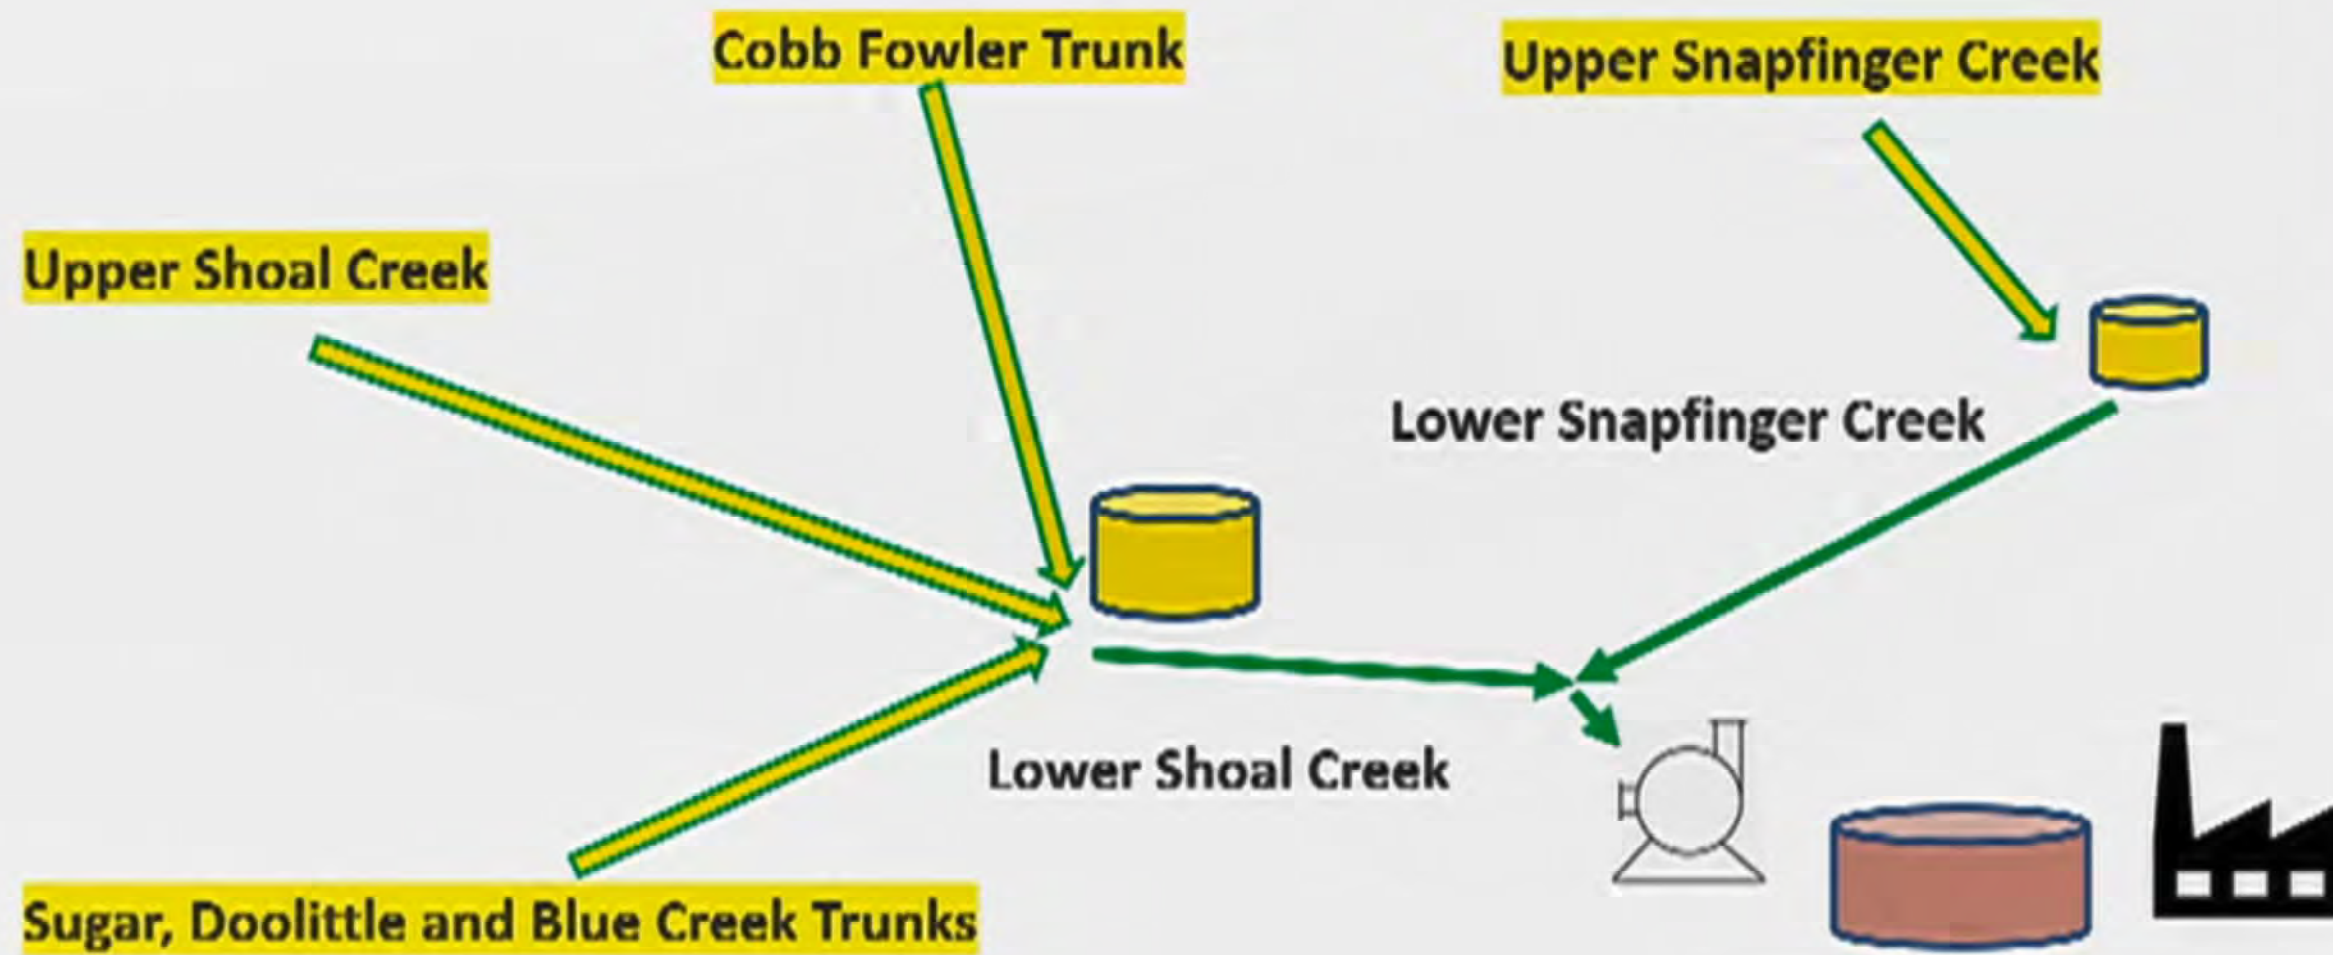 Cobb Fowler Trunk
Upper Snapfinger Creek
Upper Shoal Creek
Lower Snapfinger Creek
Lower Shoal Creek
Sugar, Doolittle and Blue Creek Trunks